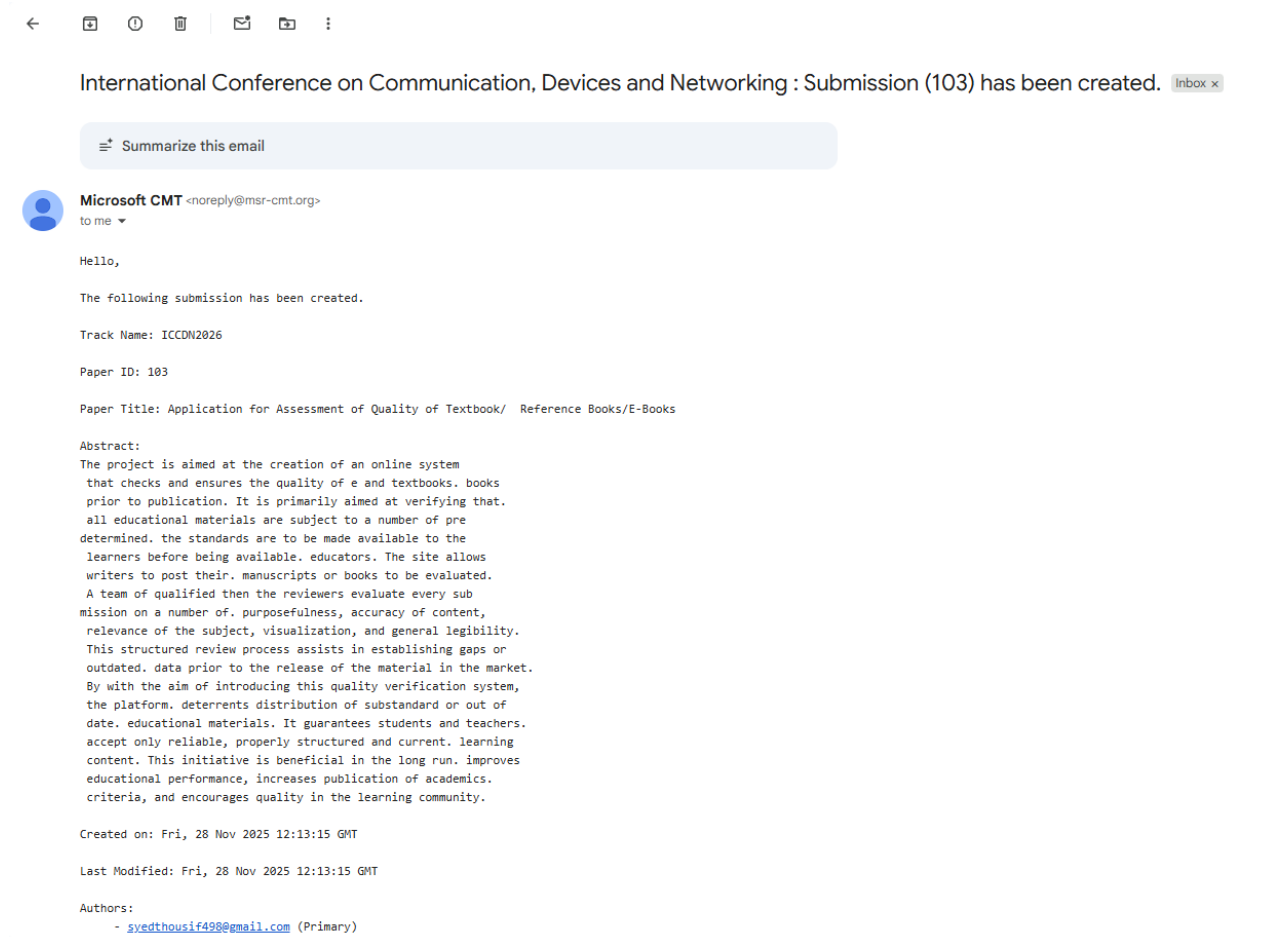 International Conference on Communication, Devices and Networking : Submission (103) has been created. Inbox ×
Summarize this email
Microsoft CMT <noreply@msr-cmt.org>
to me
Hello,
The following submission has been created.
Track Name: ICCDN2026
Paper ID: 103
Paper Title: Application for Assessment of Quality of Textbook/  Reference Books/E-Books
Abstract:
The project is aimed at the creation of an online system
that checks and ensures the quality of e and textbooks. books
prior to publication. It is primarily aimed at verifying that.
all educational materials are subject to a number of pre
determined. the standards are to be made available to the
learners before being available. educators. The site allows
writers to post their. manuscripts or books to be evaluated.
A team of qualified then the reviewers evaluate every sub
mission on a number of. purposefulness, accuracy of content,
relevance of the subject, visualization, and general legibility.
This structured review process assists in establishing gaps or
outdated. data prior to the release of the material in the market.
By with the aim of introducing this quality verification system,
the platform. deterrents distribution of substandard or out of
date. educational materials. It guarantees students and teachers.
accept only reliable, properly structured and current. learning
content. This initiative is beneficial in the long run. improves
educational performance, increases publication of academics.
criteria, and encourages quality in the learning community.
Created on: Fri, 28 Nov 2025 12:13:15 GMT
Last Modified: Fri, 28 Nov 2025 12:13:15 GMT
Authors:
- syedthousif498@gmail.com (Primary)